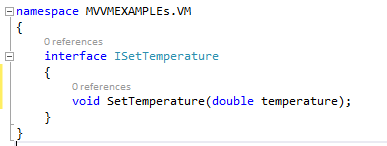 namespace MVVMEXAMPLEs.VM
{
0 references
interface ISetTemperature
{
0 references
void SetTemperature(double temperature);
}
}